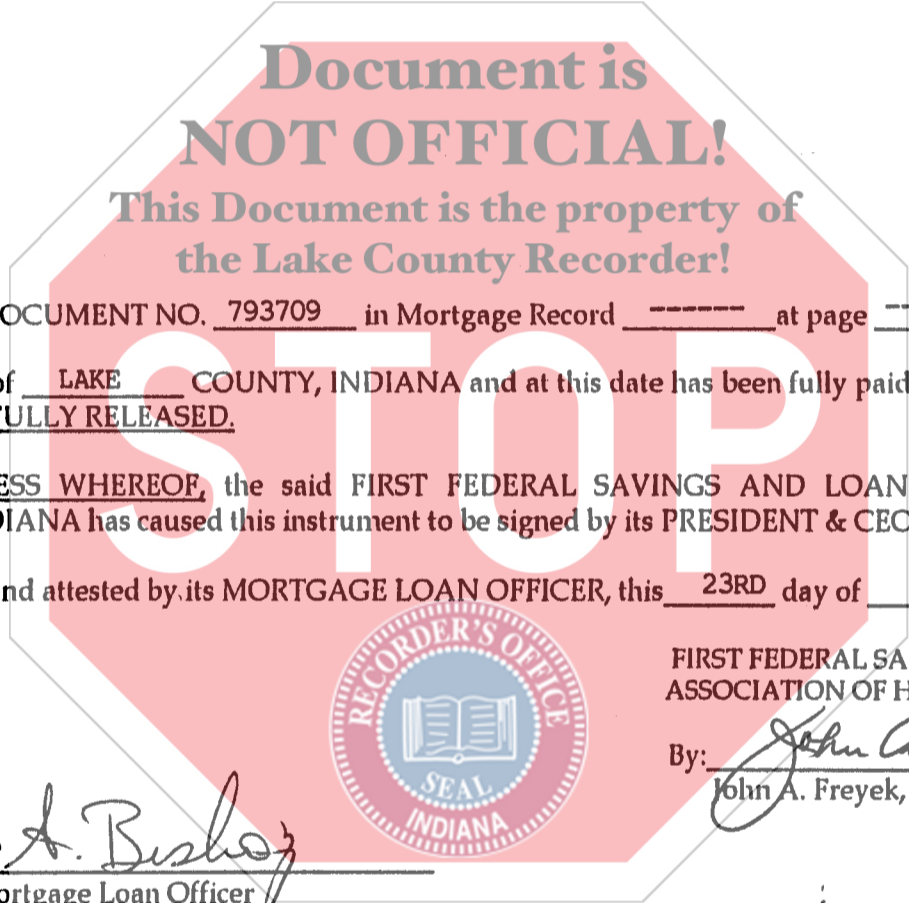 Document is
NOT OFFICIAL!
This Document is the property of
the Lake County Recorder!
OCUMENT NO. 793709 in Mortgage Record ------ at page --
of LAKE COUNTY, INDIANA and at this date has been fully paid
ULLY RELEASED.
STOP
ESS WHEREOF, the said FIRST FEDERAL SAVINGS AND LOAN
DIANA has caused this instrument to be signed by its PRESIDENT & CEO
nd attested by its MORTGAGE LOAN OFFICER, this 23RD day of
RECORDER'S OFFICE
SEAL
INDIANA
FIRST FEDERAL SA
ASSOCIATION OF H
By: John
John A. Freyek,
A. Bishop
ortgage Loan Officer